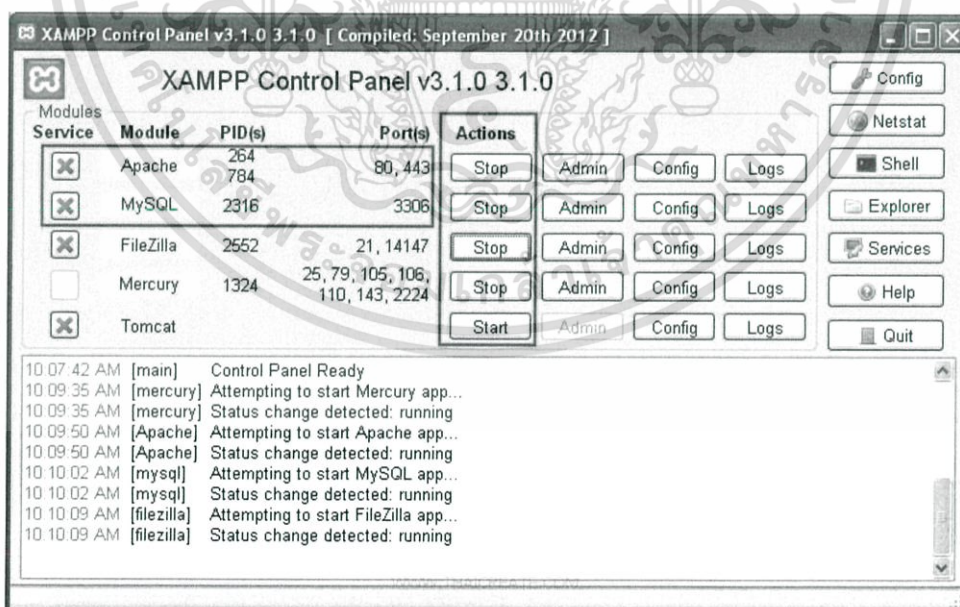 XAMPP Control Panel v3.1.0 3.1.0 [ Compiled: September 20th 2012 ]
XAMPP Control Panel v3.1.0 3.1.0
Config
Modules
Service Module PID(s) Port(s) Actions
Netstat
Apache 264 784 80, 443 Stop Admin Config Logs
Shell
MySQL 2316 3306 Stop Admin Config Logs
Explorer
FileZilla 2552 21, 14147 Stop Admin Config Logs
Services
Mercury 1324 25, 79, 105, 106, 110, 143, 2224 Stop Admin Config Logs
Help
Tomcat Start Admin Config Logs
Quit
10:07:42 AM [main] Control Panel Ready
10:09:35 AM [mercury] Attempting to start Mercury app...
10:09:35 AM [mercury] Status change detected: running
10:09:50 AM [Apache] Attempting to start Apache app...
10:09:50 AM [Apache] Status change detected: running
10:10:02 AM [mysql] Attempting to start MySQL app...
10:10:02 AM [mysql] Status change detected: running
10:10:09 AM [filezilla] Attempting to start FileZilla app...
10:10:09 AM [filezilla] Status change detected: running